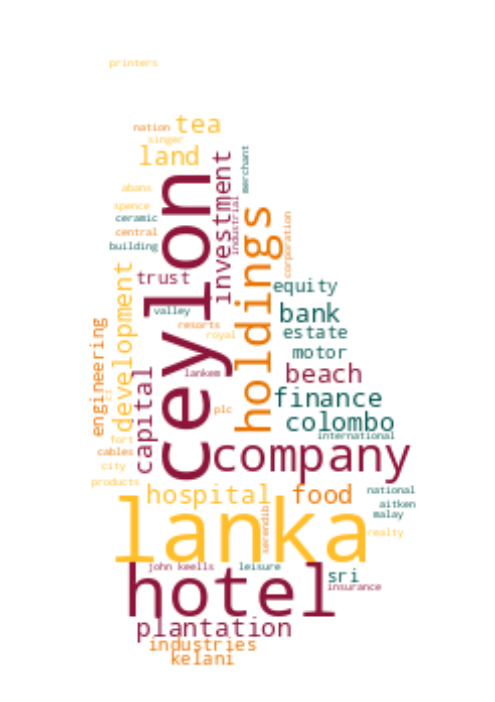 printers
nation
tea
singer
land
merchant
abans
spence
ceramic
central
building
ceylon
investment
industrial
holdings
corporation
trust
equity
development
valley
bank
resorts
estate
royal
engineering
motor
capital
lankem
beach
finance
plc
colombo
fort
international
cables
company
city
products
hospital
food
national
aitken
malay
lanka
serendib
realty
john keells
leisure
hotel
sri
insurance
plantation
industries
kelani